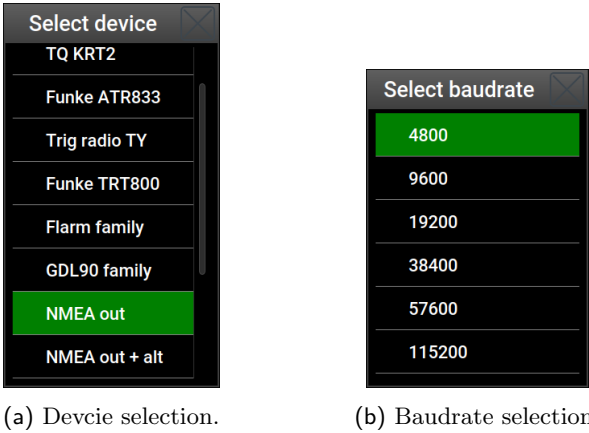 Select device
TQ KRT2
Funke ATR833
Trig radio TY
Funke TRT800
Flarm family
GDL90 family
NMEA out
NMEA out + alt
(a) Devcie selection.
Select baudrate
4800
9600
19200
38400
57600
115200
(b) Baudrate selection